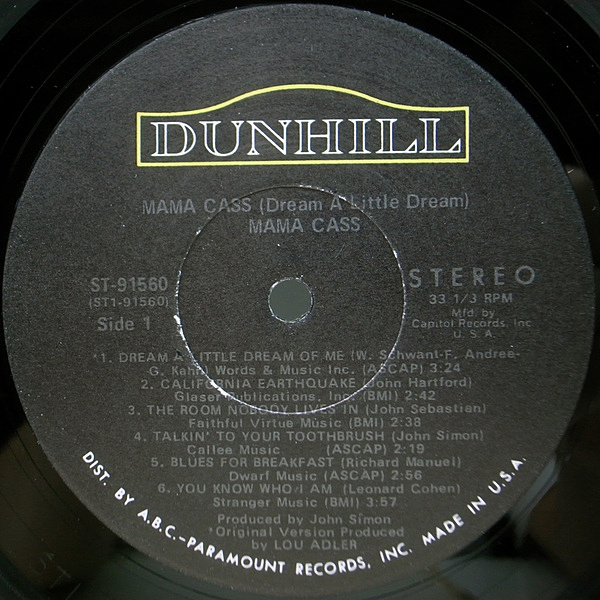 DUNHILL
MAMA CASS (Dream A Little Dream)
MAMA CASS
ST-91560
(ST1-91560)
Side 1
STEREO
33 1/3 RPM
Mfd. by
Capitol Records, Inc
U. S. A.
*1. DREAM A LITTLE DREAM OF ME (W. Schwant-F. Andree-
G. Kahn) Words & Music Inc. (ASCAP) 3:24
2. CALIFORNIA EARTHQUAKE (John Hartford)
Glaser Publications, Inc. (BMI) 2:42
3. THE ROOM NOBODY LIVES IN (John Sebastian)
Faithful Virtue Music (BMI) 2:38
4. TALKIN' TO YOUR TOOTHBRUSH (John Simon)
Callee Music (ASCAP) 2:19
5. BLUES FOR BREAKFAST (Richard Manuel)
Dwarf Music (ASCAP) 2:56
6. YOU KNOW WHO I AM (Leonard Cohen)
Stranger Music (BMI) 3:57
Produced by John Simon
*Original Version Produced
by LOU ADLER
DIST. BY A.B.C.-PARAMOUNT RECORDS, INC. MADE IN U.S.A.